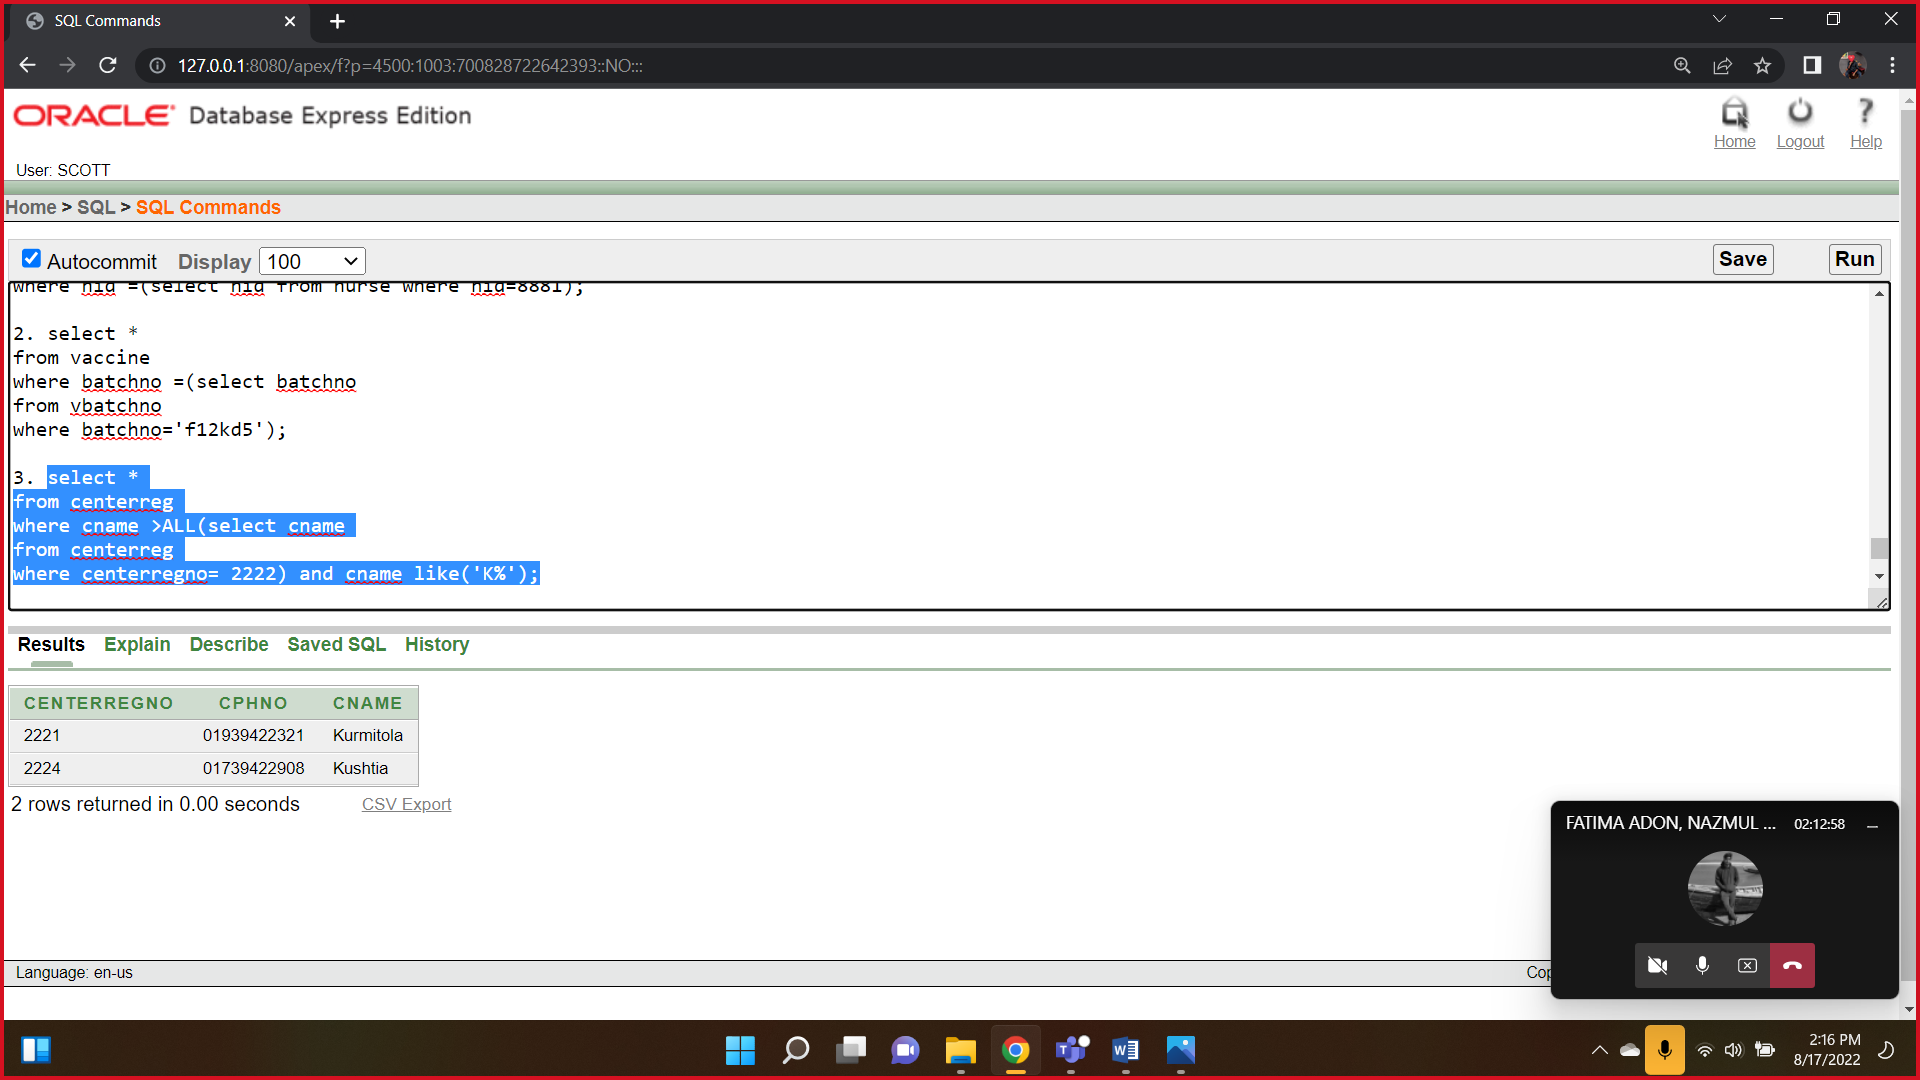 SQL Commands
127.0.0.1:8080/apex/f?p=4500:1003:700828722642393::NO:::
ORACLE Database Express Edition
Home Logout Help
User: SCOTT
Home > SQL > SQL Commands
Autocommit Display 100 Save Run
where nid =(select nid from nurse where nid=8881);
2. select *
from vaccine
where batchno =(select batchno
from vbatchno
where batchno='f12kd5');
3. select *
from centerreg
where cname >ALL(select cname
from centerreg
where centerregno= 2222) and cname like('K%');
Results Explain Describe Saved SQL History
CENTERREGNO CPHNO CNAME
2221 01939422321 Kurmitola
2224 01739422908 Kushtia
2 rows returned in 0.00 seconds CSV Export
FATIMA ADON, NAZMUL ... 02:12:58
Language: en-us Cop
2:16 PM
8/17/2022